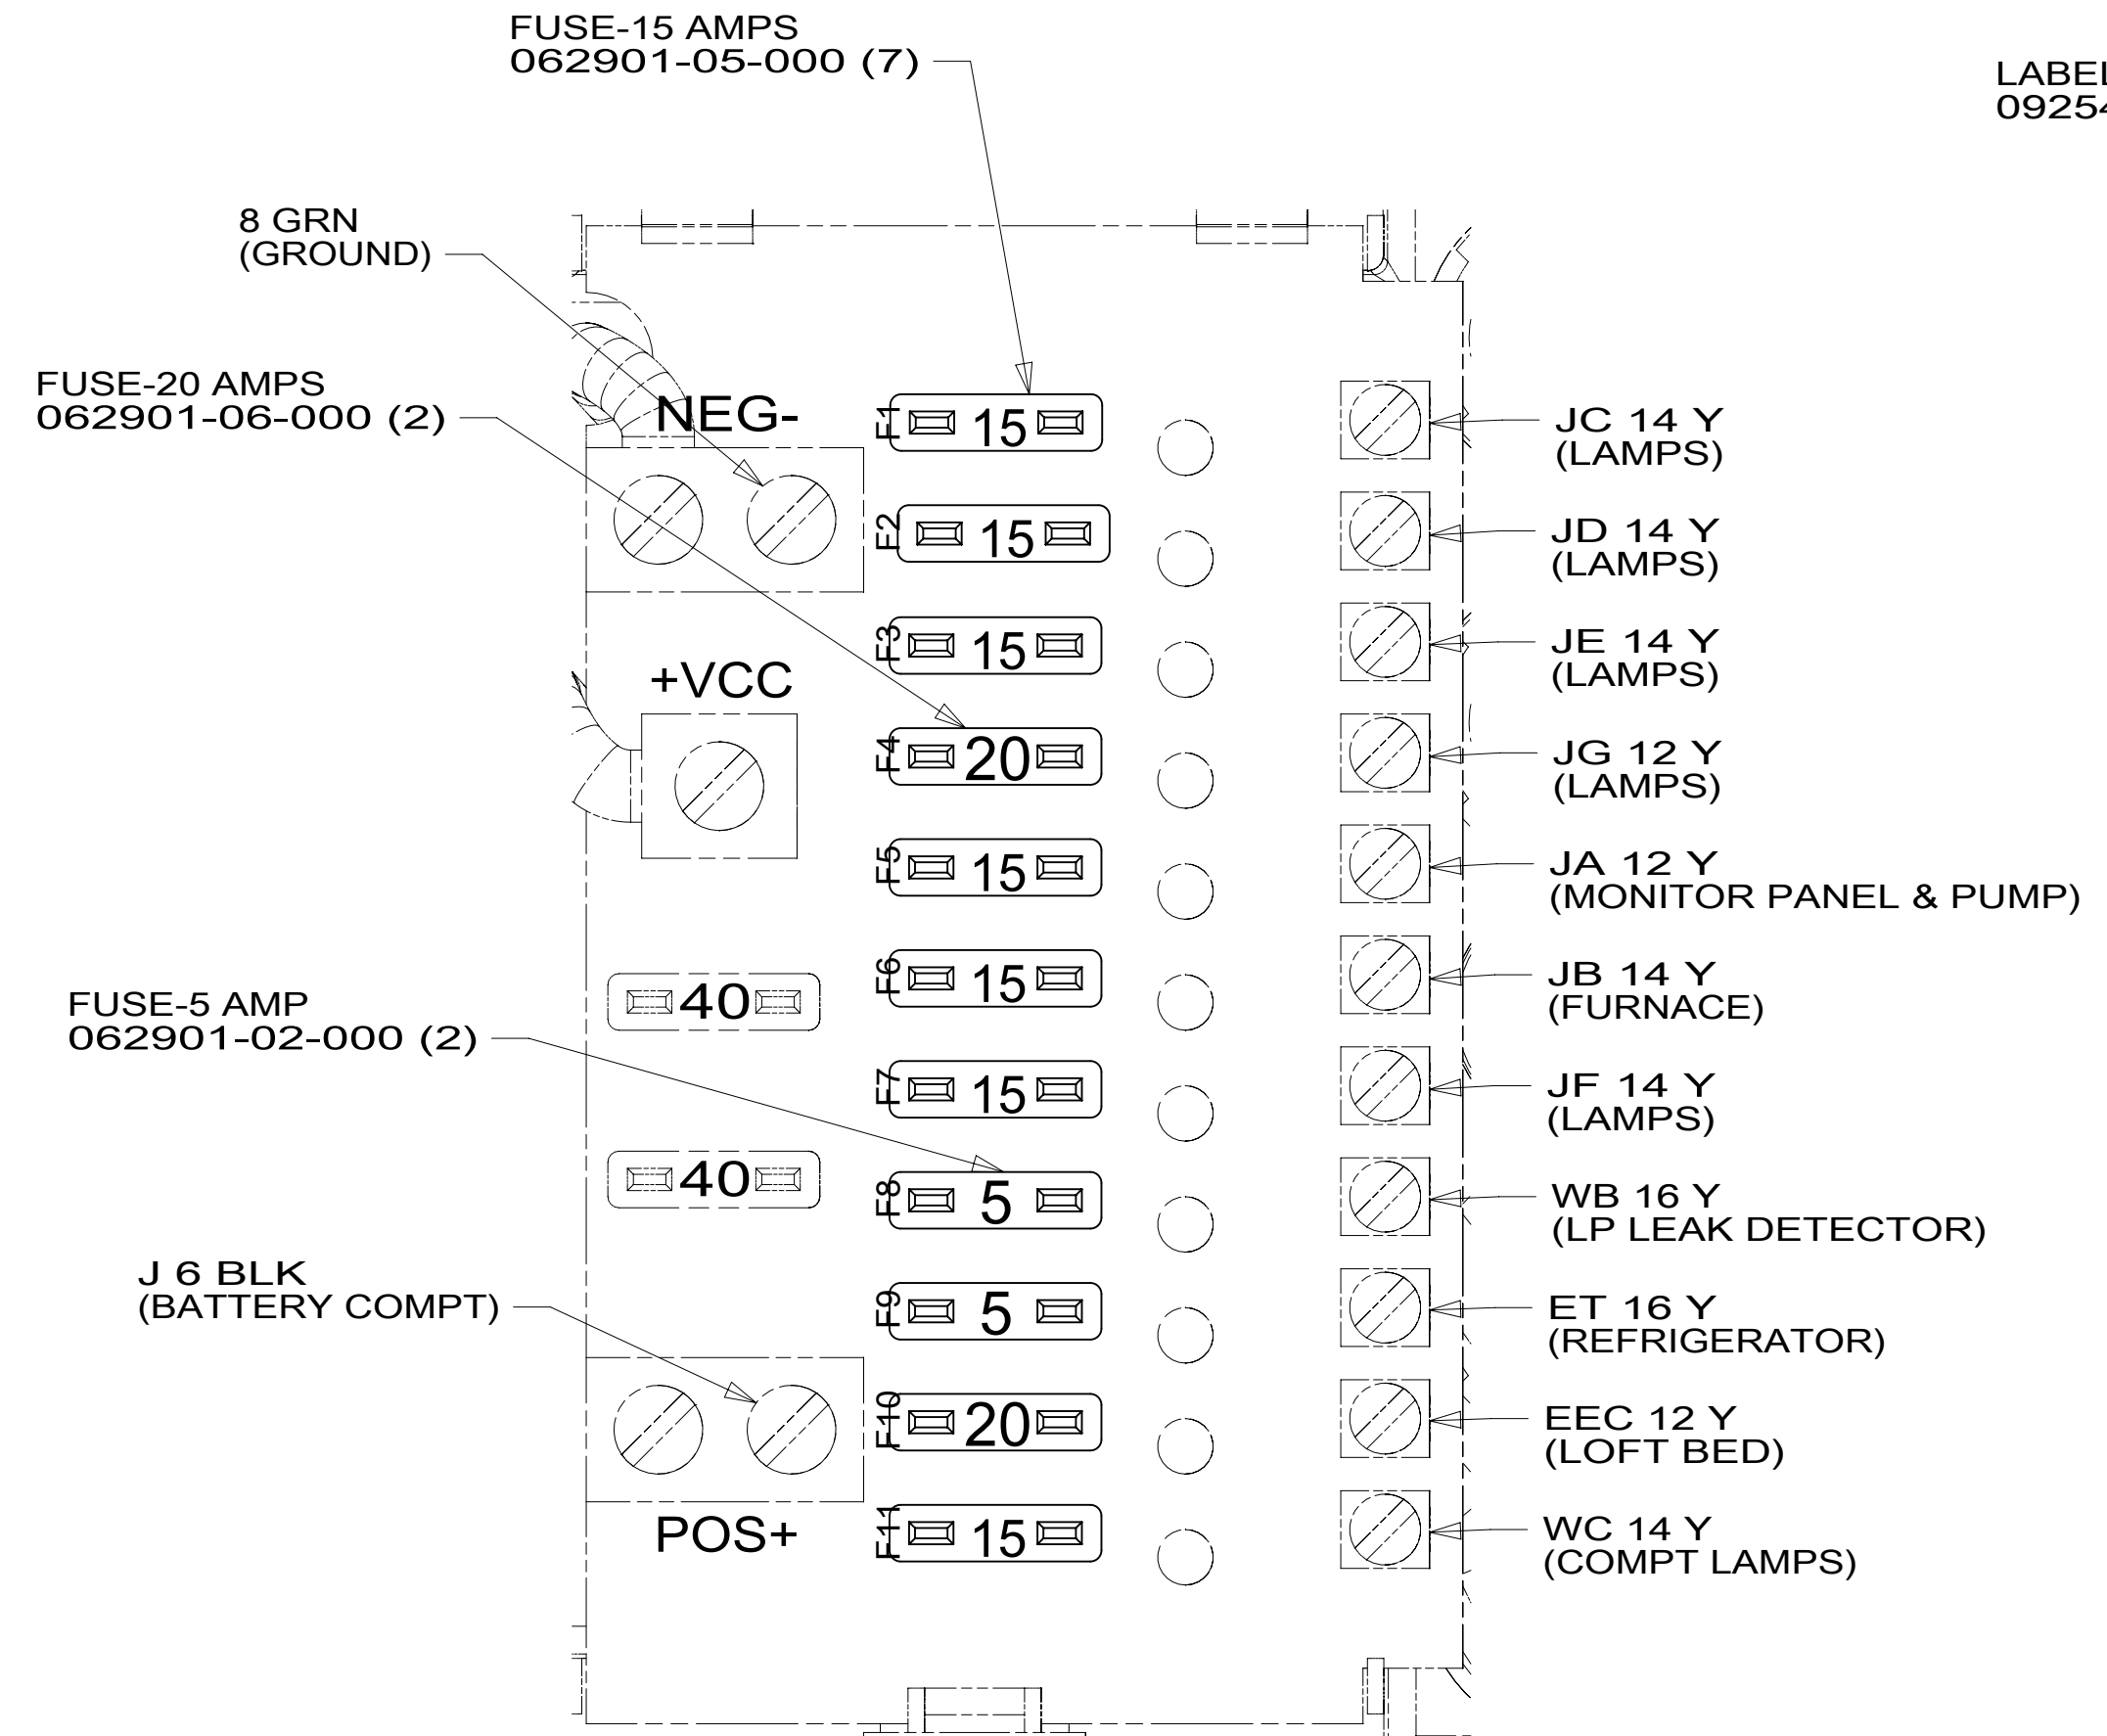 FUSE-15 AMPS
062901-05-000 (7)
LABEL
09254
8 GRN
(GROUND)
FUSE-20 AMPS
062901-06-000 (2)
NEG-
F1 15
JC 14 Y
(LAMPS)
F2 15
JD 14 Y
(LAMPS)
F3 15
JE 14 Y
(LAMPS)
+VCC
F4 20
JG 12 Y
(LAMPS)
F5 15
JA 12 Y
(MONITOR PANEL & PUMP)
40
F6 15
JB 14 Y
(FURNACE)
FUSE-5 AMP
062901-02-000 (2)
F7 15
JF 14 Y
(LAMPS)
40
F8 5
WB 16 Y
(LP LEAK DETECTOR)
J 6 BLK
(BATTERY COMPT)
F9 5
ET 16 Y
(REFRIGERATOR)
F10 20
EEC 12 Y
(LOFT BED)
POS+
F11 15
WC 14 Y
(COMPT LAMPS)